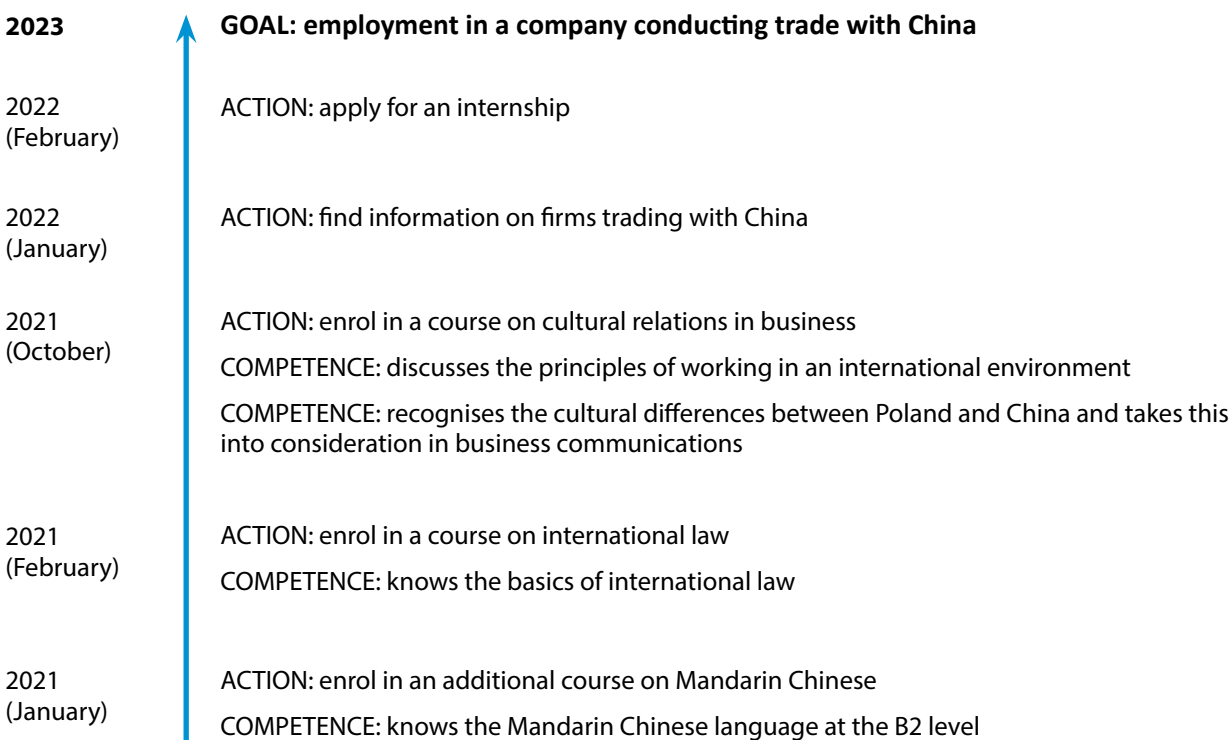 2023
GOAL: employment in a company conducting trade with China
2022
(February)
ACTION: apply for an internship
2022
(January)
ACTION: find information on firms trading with China
2021
(October)
ACTION: enrol in a course on cultural relations in business
COMPETENCE: discusses the principles of working in an international environment
COMPETENCE: recognises the cultural differences between Poland and China and takes this
into consideration in business communications
2021
(February)
ACTION: enrol in a course on international law
COMPETENCE: knows the basics of international law
2021
(January)
ACTION: enrol in an additional course on Mandarin Chinese
COMPETENCE: knows the Mandarin Chinese language at the B2 level